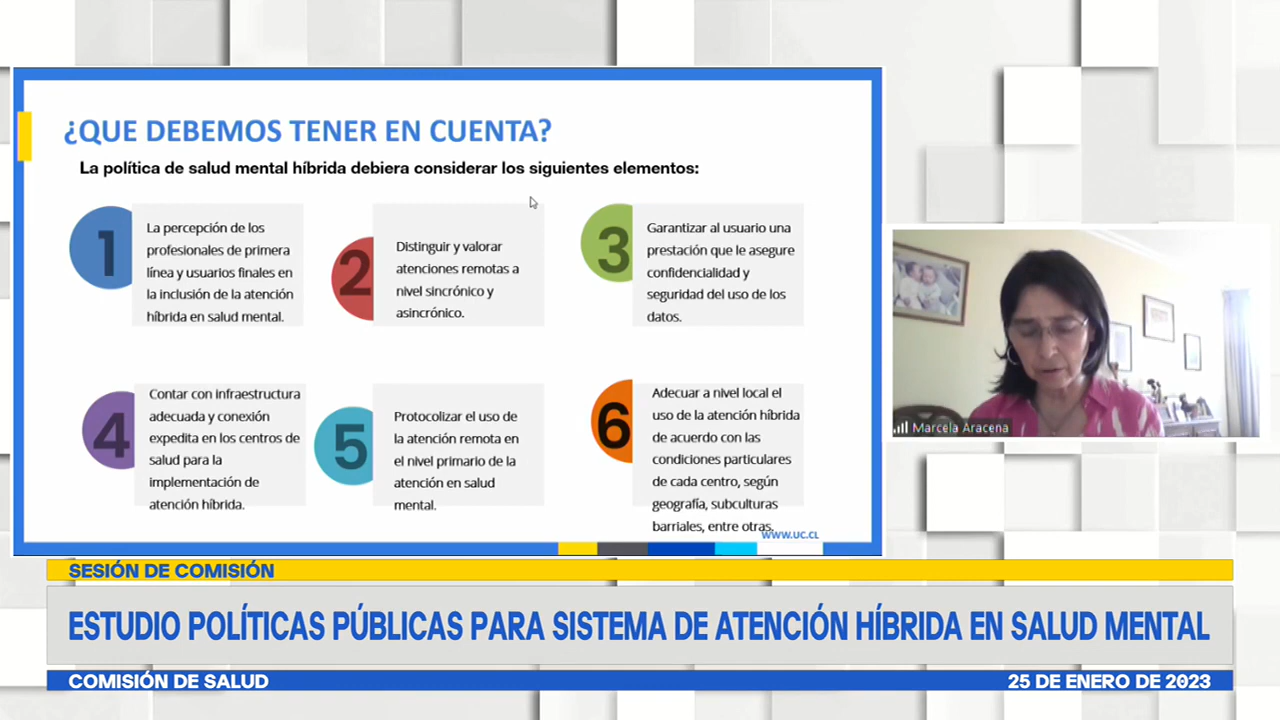 ¿QUE DEBEMOS TENER EN CUENTA?
La política de salud mental híbrida debiera considerar los siguientes elementos:
1
La percepción de los
profesionales de primera
línea y usuarios finales en
la inclusión de la atención
híbrida en salud mental.
2
Distinguir y valorar
atenciones remotas a
nivel sincrónico y
asincrónico.
3
Garantizar al usuario una
prestación que le asegure
confidencialidad y
seguridad del uso de los
datos.
4
Contar con infraestructura
adecuada y conexión
expedita en los centros de
salud para la
implementación de
atención híbrida.
5
Protocolizar el uso de
la atención remota en
el nivel primario de la
atención en salud
mental.
6
Adecuar a nivel local el
uso de la atención híbrida
de acuerdo con las
condiciones particulares
de cada centro, según
geografía, subculturas
barriales, entre otras.
WWW.UC.CL
Marcela Aracena
SESIÓN DE COMISIÓN
ESTUDIO POLÍTICAS PÚBLICAS PARA SISTEMA DE ATENCIÓN HÍBRIDA EN SALUD MENTAL
COMISIÓN DE SALUD
25 DE ENERO DE 2023